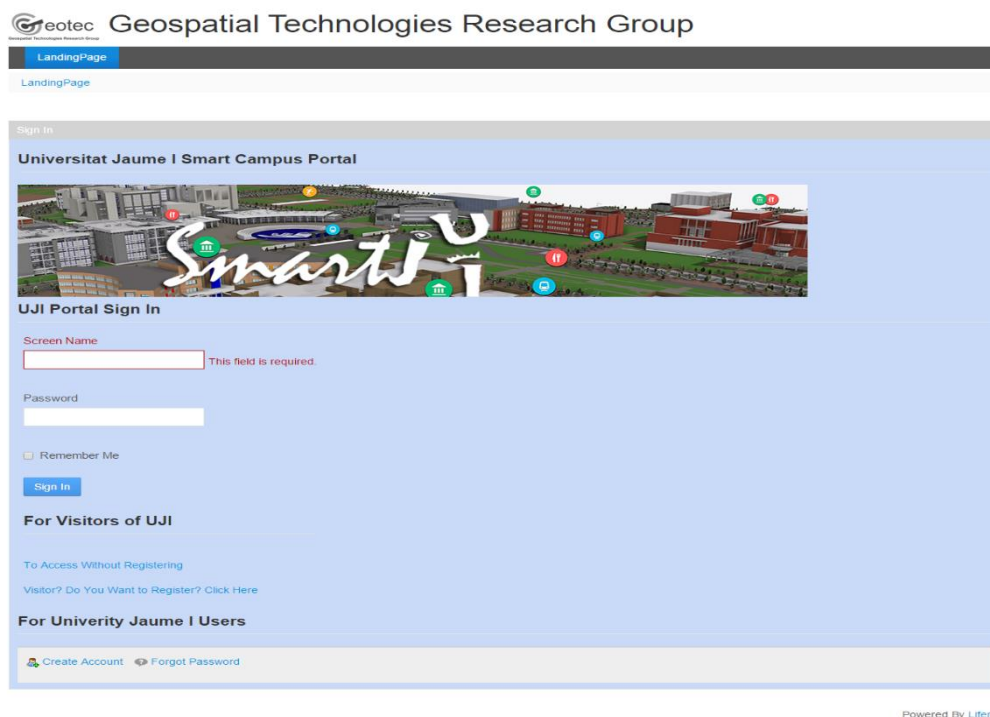 Geotec Geospatial Technologies Research Group
Geospatial Technologies Research Group
LandingPage
LandingPage
Sign In
Universitat Jaume I Smart Campus Portal
SmartUJI
UJI Portal Sign In
Screen Name
This field is required.
Password
Remember Me
Sign In
For Visitors of UJI
To Access Without Registering
Visitor? Do You Want to Register? Click Here
For Univerity Jaume I Users
Create Account Forgot Password
Powered By Lifer